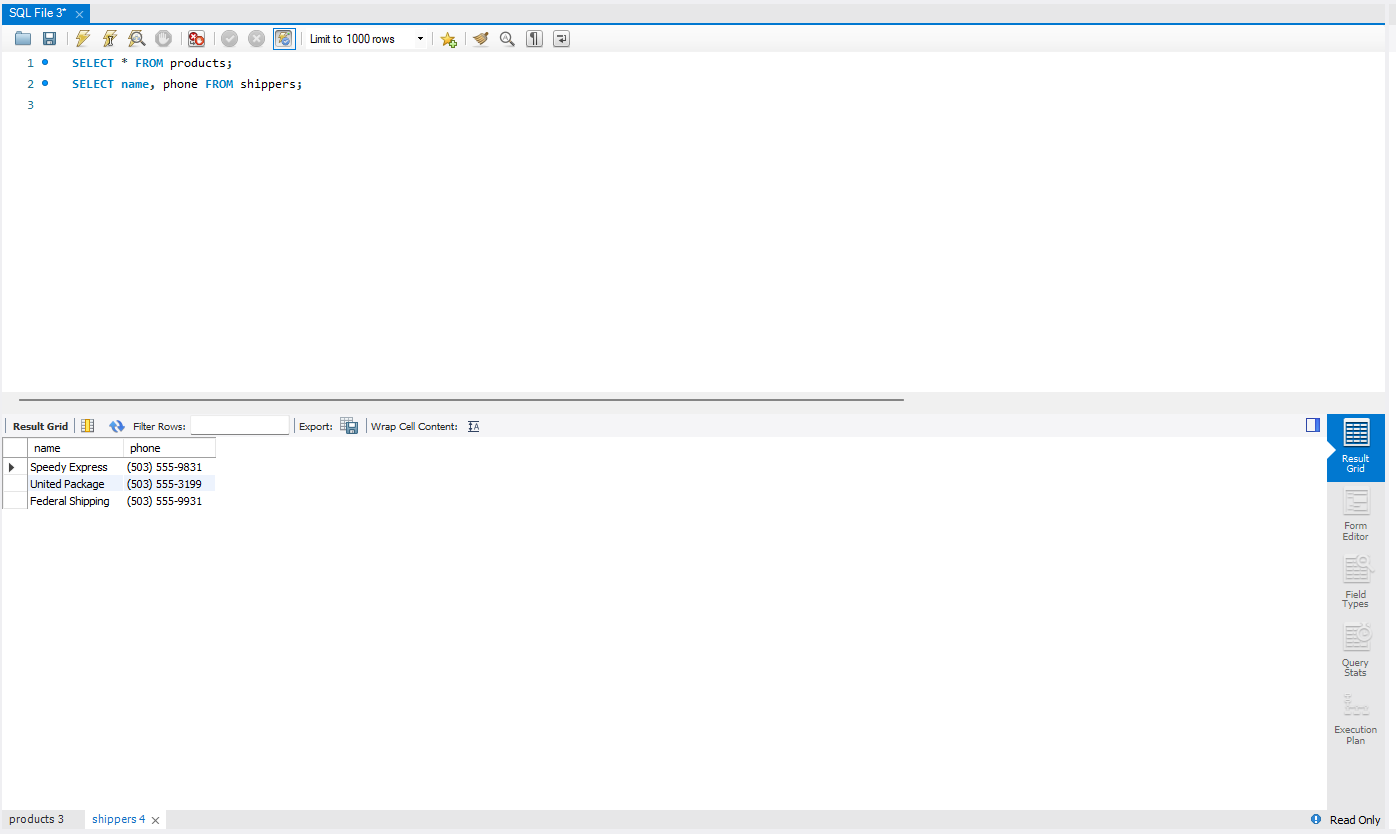 SQL File 3*
Limit to 1000 rows
1 SELECT * FROM products;
2 SELECT name, phone FROM shippers;
3
Result Grid Filter Rows: Export: Wrap Cell Content:
name phone
Speedy Express (503) 555-9831
United Package (503) 555-3199
Federal Shipping (503) 555-9931
Result
Grid
Form
Editor
Field
Types
Query
Stats
Execution
Plan
products 3 shippers 4 Read Only